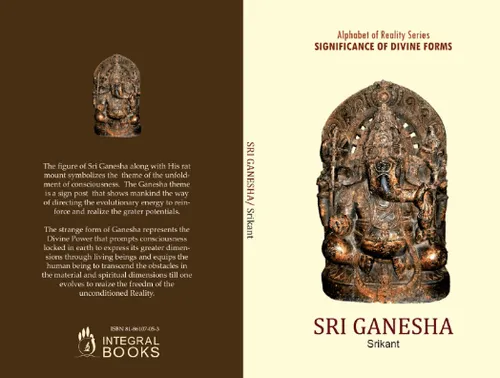 The figure of Sri Ganesha along with His rat
mount symbolizes the theme of the unfold-
ment of consciousness. The Ganesha theme
is a sign post that shows mankind the way
of directing the evolutionary energy to rein-
force and realize the grater potentials.
The strange form of Ganesha represents the
Divine Power that prompts consciousness
locked in earth to express its greater dimen-
sions through living beings and equips the
human being to transcend the obstacles in
the material and spiritual dimensions till one
evolves to reaize the freedm of the
unconditioned Reality.
ISBN 81-86107-05-3
INTEGRAL
BOOKS
SRI GANESHA/ Srikant
Alphabet of Reality Series
SIGNIFICANCE OF DIVINE FORMS
SRI GANESHA
Srikant